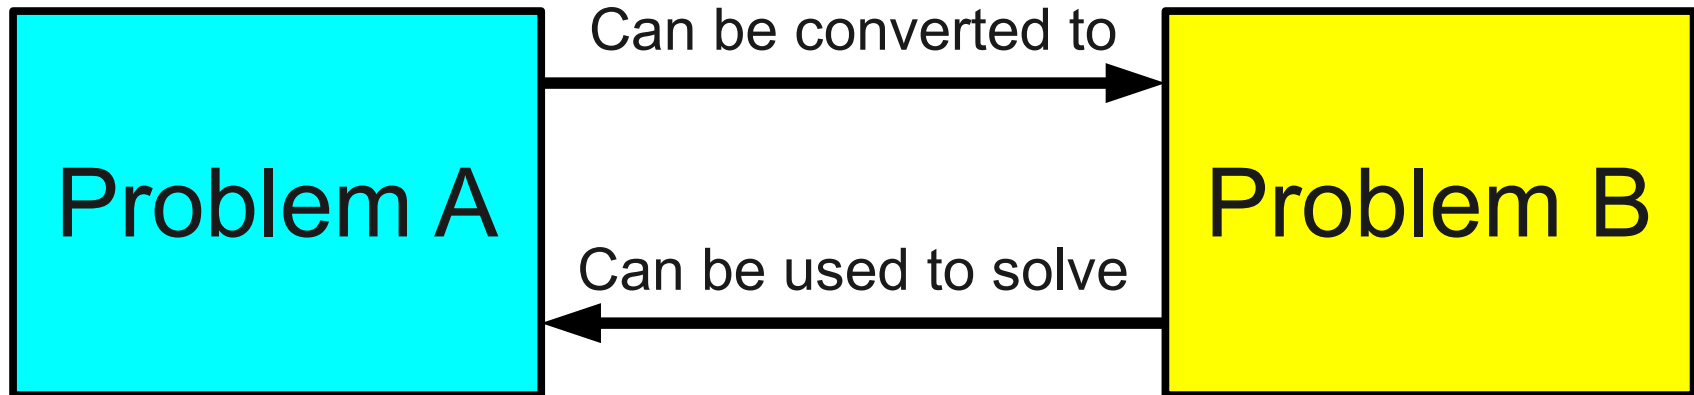 Can be converted to
Problem A
Problem B
Can be used to solve